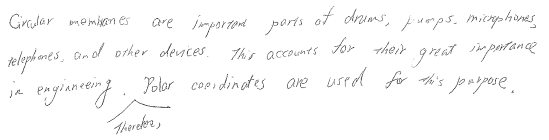 Circular membranes are important parts of drums, pumps, microphones,
telephones, and other devices. This accounts for their great importance
in engineering. Polar coordinates are used for this purpose.
Therefore,